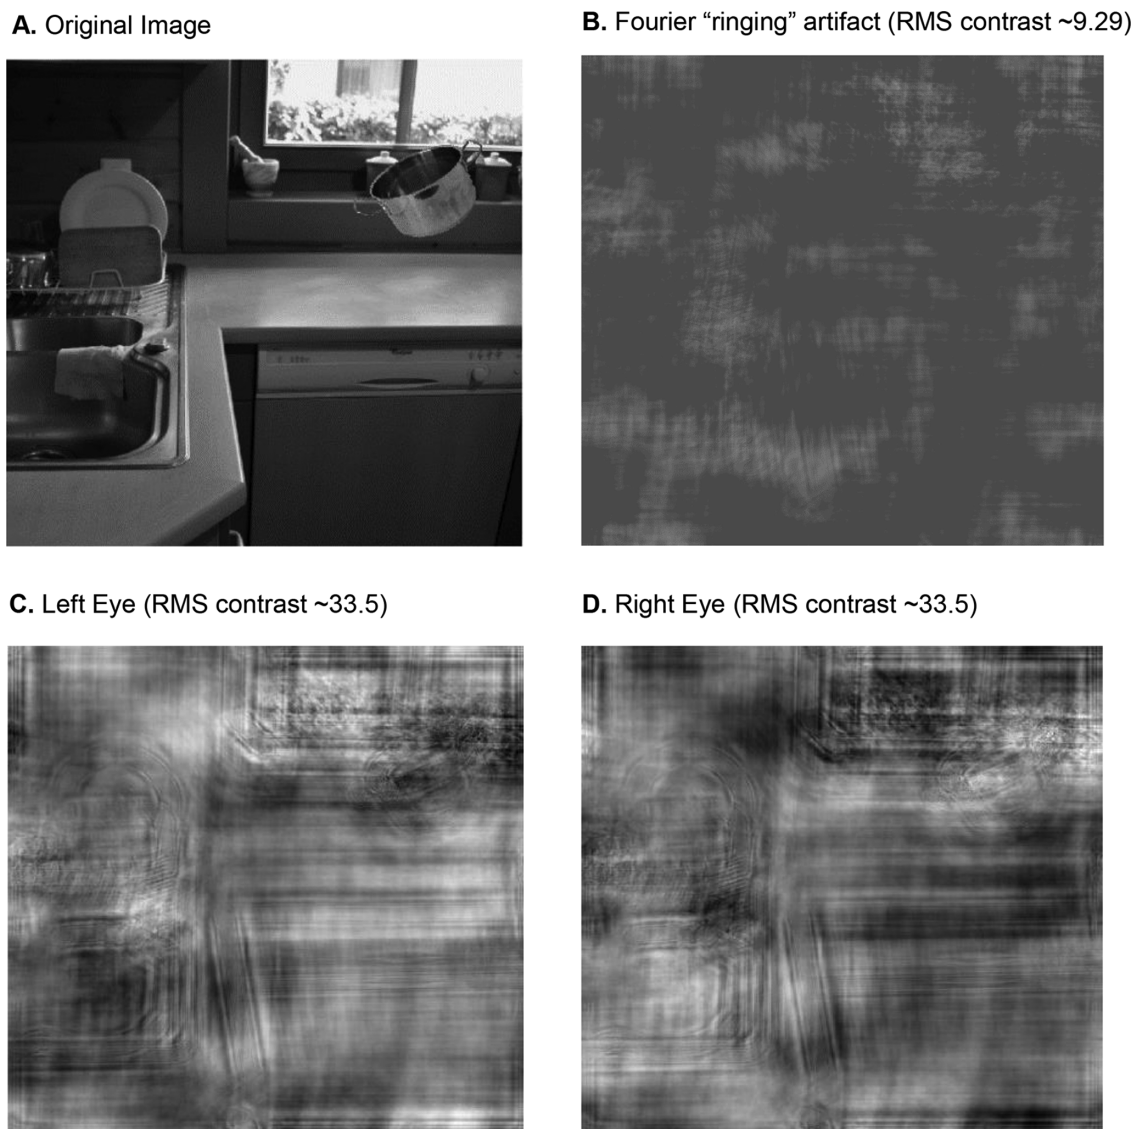 A. Original Image
B. Fourier “ringing” artifact (RMS contrast ~9.29)
C. Left Eye (RMS contrast ~33.5)
D. Right Eye (RMS contrast ~33.5)